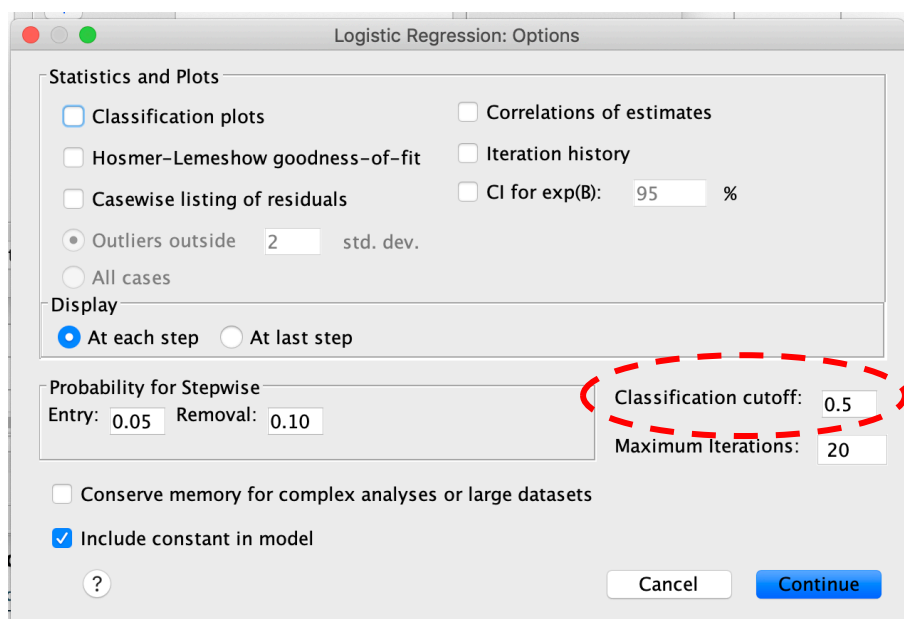 Logistic Regression: Options
Statistics and Plots
Classification plots
Correlations of estimates
Hosmer-Lemeshow goodness-of-fit
Iteration history
Casewise listing of residuals
CI for exp(B): 95 %
Outliers outside 2 std. dev.
All cases
Display
At each step At last step
Probability for Stepwise
Entry: 0.05 Removal: 0.10
Classification cutoff: 0.5
Maximum Iterations: 20
Conserve memory for complex analyses or large datasets
Include constant in model
? Cancel Continue